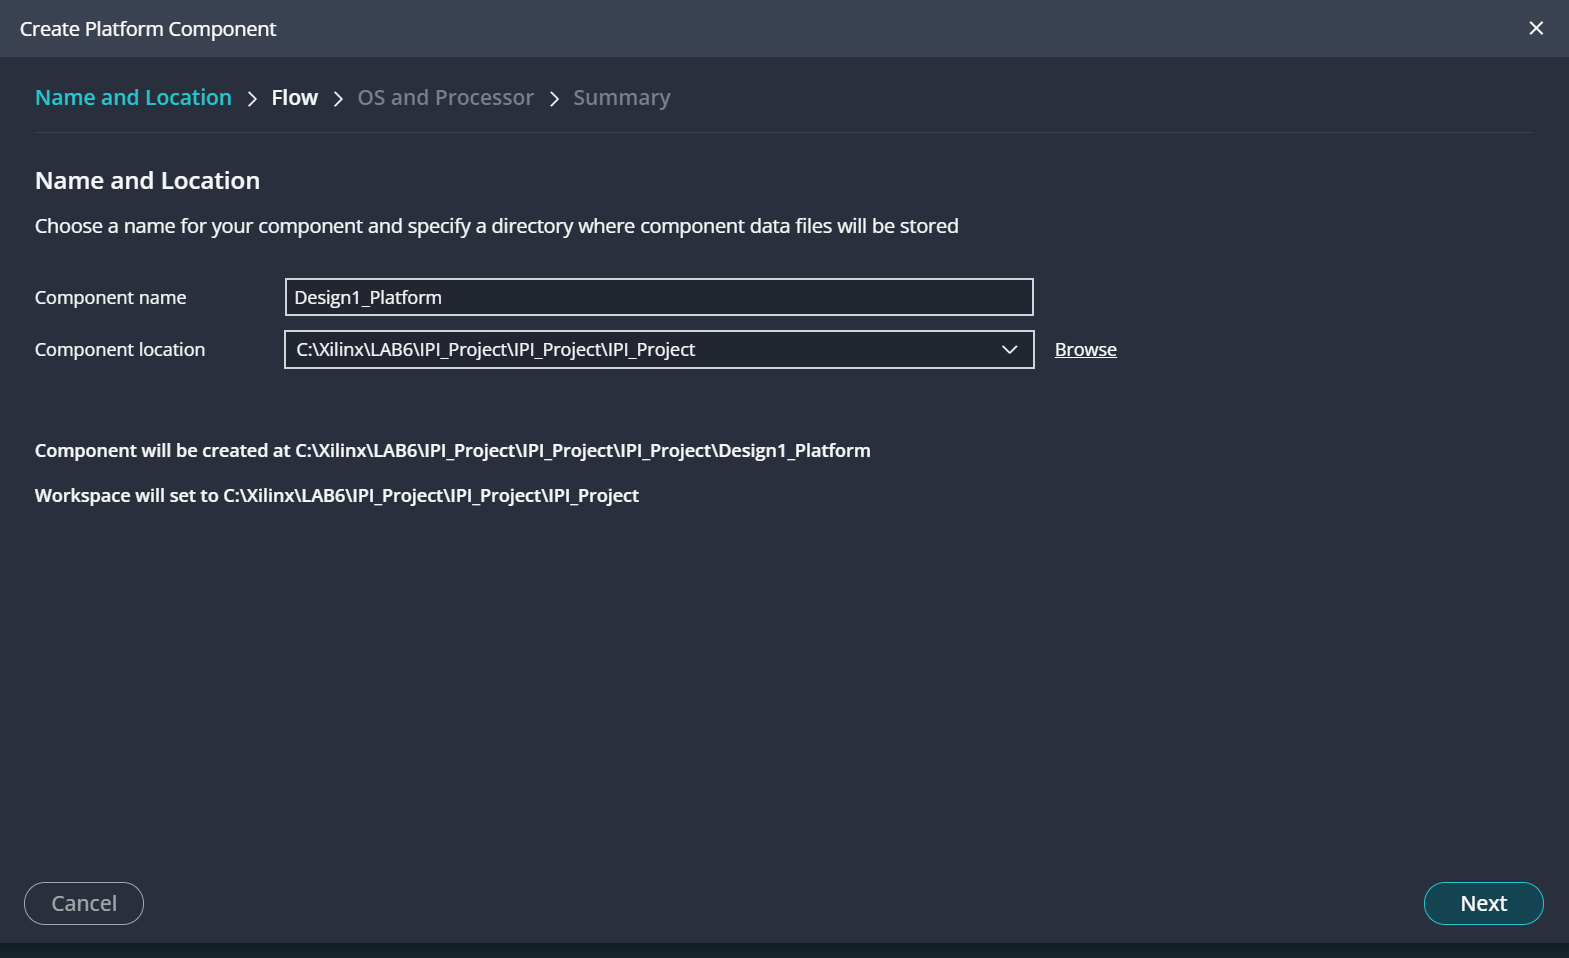 Create Platform Component
Name and Location > Flow > OS and Processor > Summary
Name and Location
Choose a name for your component and specify a directory where component data files will be stored
Component name Design1_Platform
Component location C:\Xilinx\LAB6\IPI_Project\IPI_Project\IPI_Project Browse
Component will be created at C:\Xilinx\LAB6\IPI_Project\IPI_Project\IPI_Project\Design1_Platform
Workspace will set to C:\Xilinx\LAB6\IPI_Project\IPI_Project\IPI_Project
Cancel Next